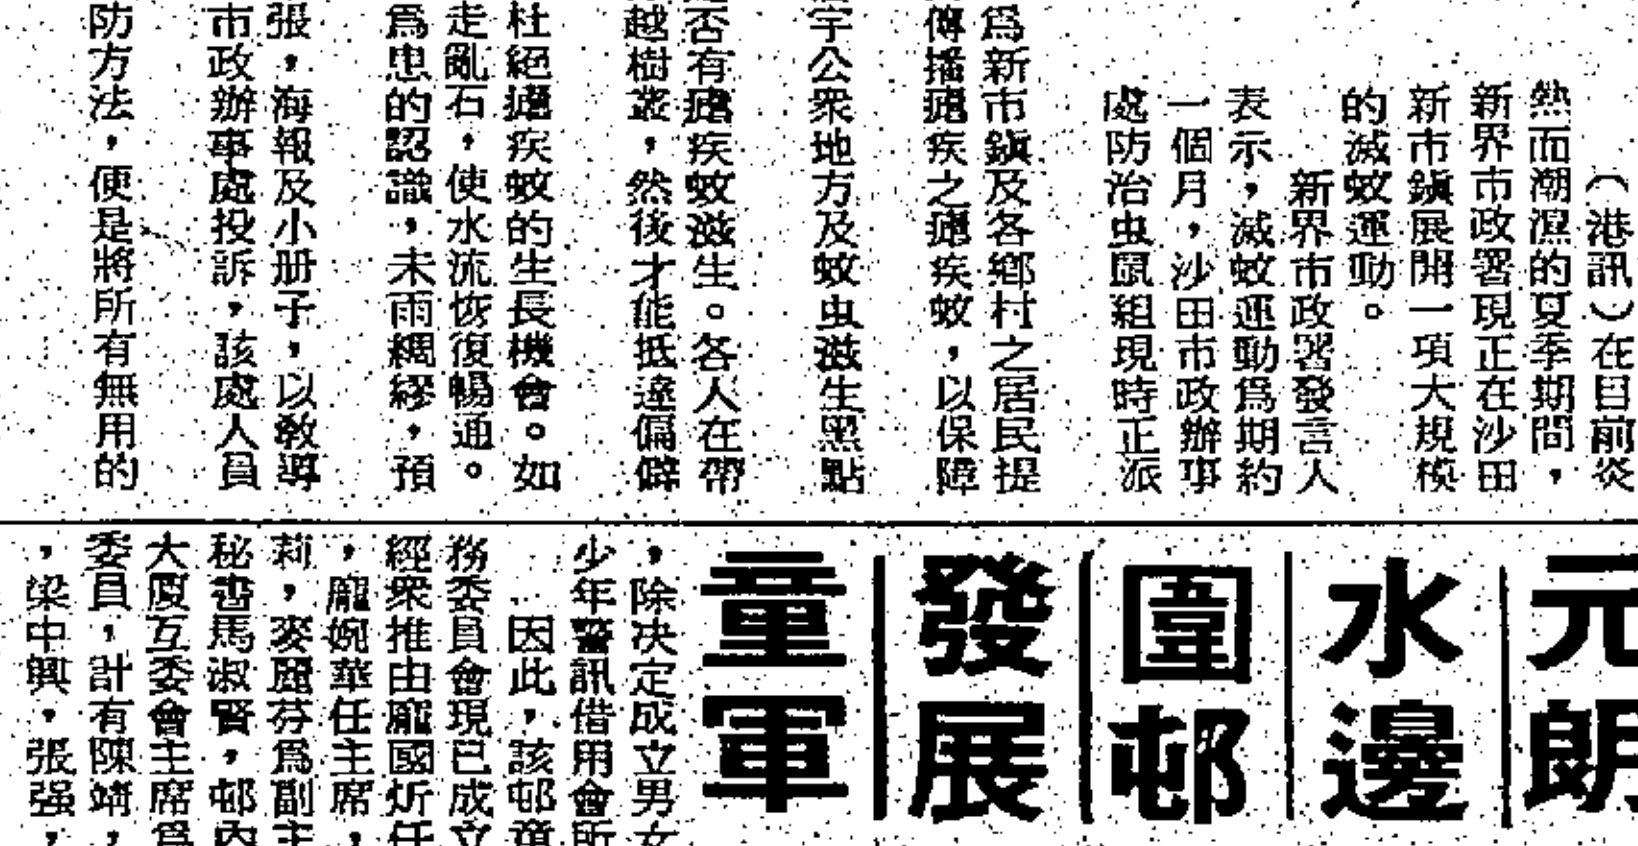 （港訊）在目前炎
熱而潮濕的夏季期間，
新界市政署現正在沙田
新市鎮展開一項大規模
的滅蚊運動。
新界市政署發言人
表示，滅蚊運動爲期約
一個月，沙田市政辦事
處防治虫鼠組現時正派
爲新市鎮及各鄉村之居民提
傳播瘧疾之瘧疾蚊，以保障
宇公衆地方及蚊虫滋生黑點
否有瘧疾蚊滋生。各人在帶
越樹叢，然後才能抵達偏僻
杜絕瘧疾蚊的生長機會。如
走亂石，使水流恢復暢通。
爲患的認識，未雨綢繆，預
張，海報及小册子，以敎導
市政辦事處投訴，該處人員
防方法，便是將所有無用的
元朗
水邊
圍邨
發展
童軍
，除决定成立男女
少年警訊借用會所
因此，該邨童
務委員會現已成立
經衆推由龐國炘任
，龐婉華任主席，
莉，麥麗芬爲副主
秘書馬淑賢，邨內
大廈互委會主席爲
委員，計有陳靖，
，梁中興，張强，